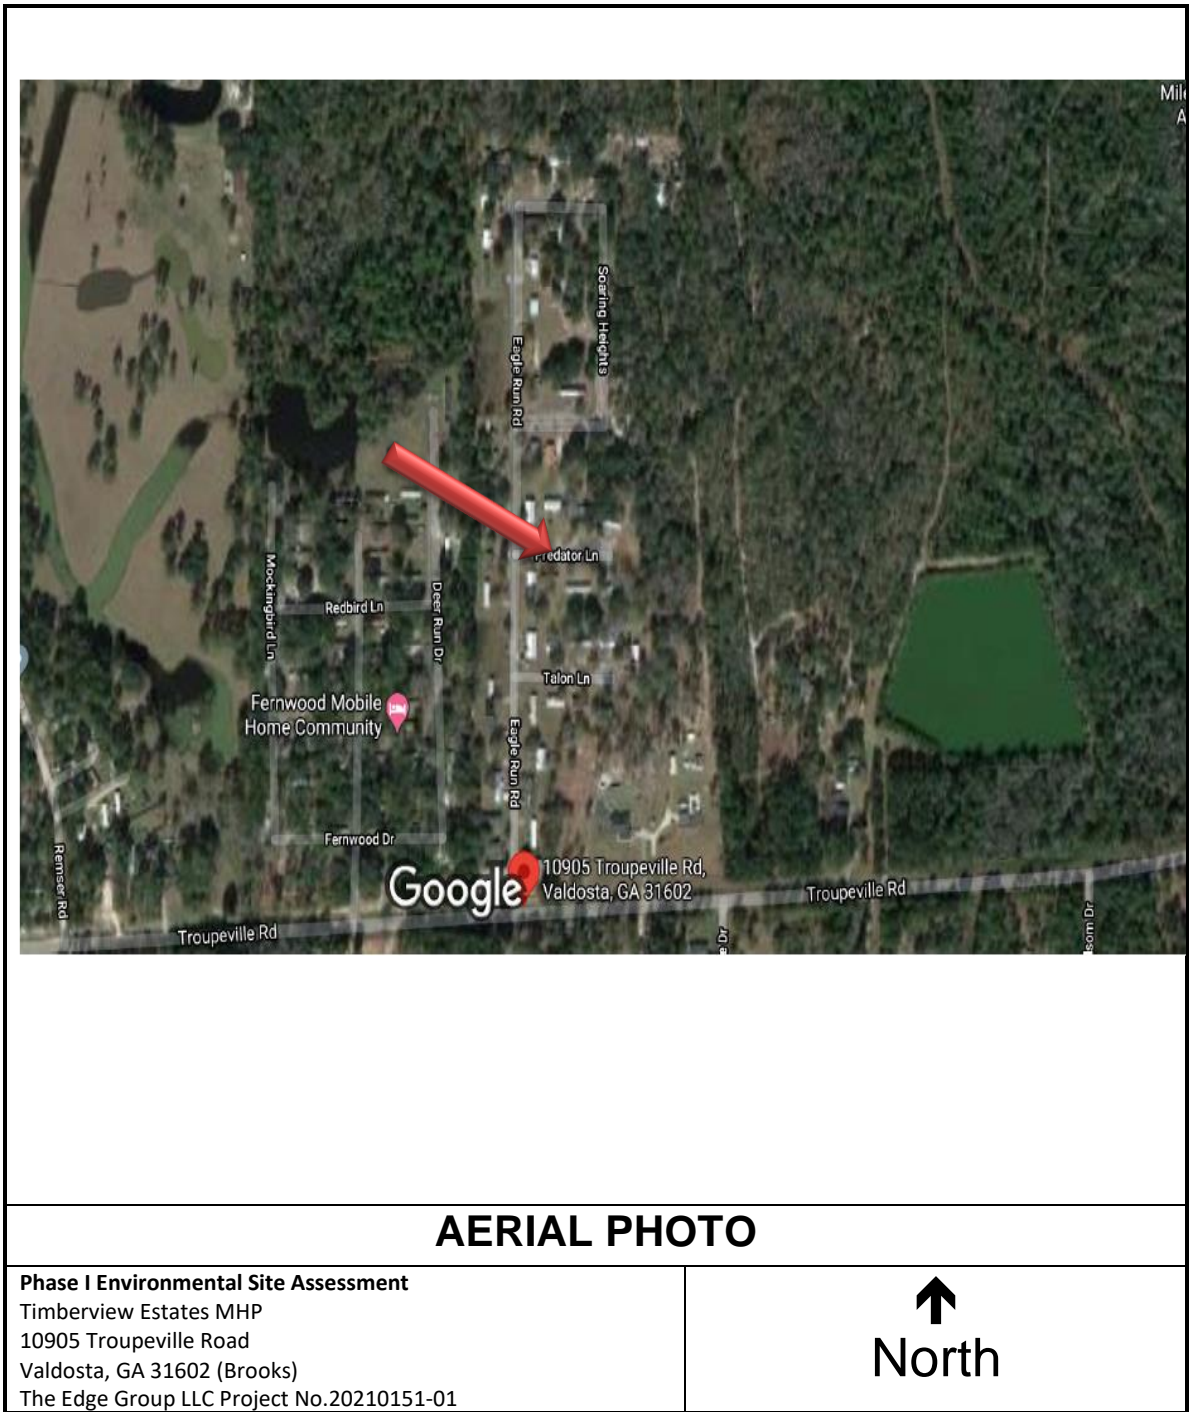 Mil
A
Soaring Heights
Eagle Run Rd
Predator Ln
Mockingbird Ln
Redbird Ln
Deer Run Dr
Talon Ln
Fernwood Mobile
Home Community
Eagle Run Rd
Fernwood Dr
Remser Rd
Google
10905 Troupeville Rd,
Valdosta, GA 31602
Troupeville Rd
Troupeville Rd
e Dr
som Dr
AERIAL PHOTO
Phase I Environmental Site Assessment
Timberview Estates MHP
10905 Troupeville Road
Valdosta, GA 31602 (Brooks)
The Edge Group LLC Project No.20210151-01
North